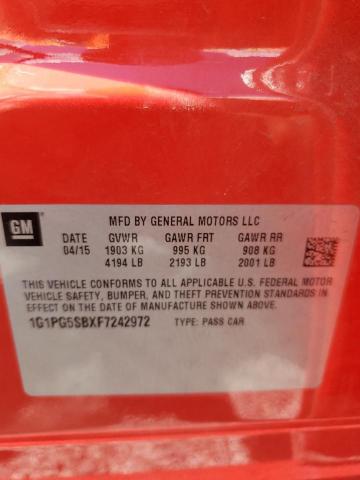 MFD BY GENERAL MOTORS LLC
GM
DATE GVWR GAWR FRT GAWR RR
04/15 1903 KG 995 KG 908 KG
4194 LB 2193 LB 2001 LB
THIS VEHICLE CONFORMS TO ALL APPLICABLE U.S. FEDERAL MOTOR
VEHICLE SAFETY, BUMPER, AND THEFT PREVENTION STANDARDS IN
EFFECT ON THE DATE OF MANUFACTURE SHOWN ABOVE.
1G1PG5SBXF7242972 TYPE: PASS CAR